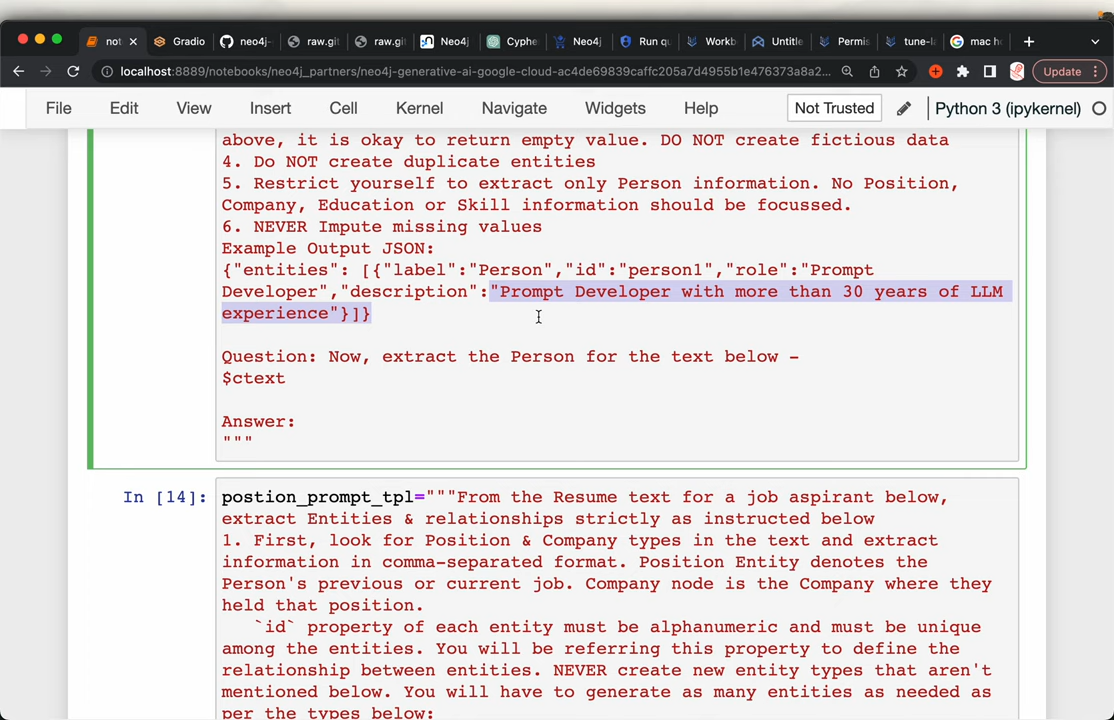 not
Gradio
neo4j-
raw.git
raw.git
Neo4j
Cyphe
Neo4j
Run qu
Workb
Untitle
Permis
tune-l
mac h
localhost:8889/notebooks/neo4j_partners/neo4j-generative-ai-google-cloud-ac4de69839caffc205a7d4955b1e476373a8a2...
Update
File Edit View Insert Cell Kernel Navigate Widgets Help Not Trusted Python 3 (ipykernel)
above, it is okay to return empty value. DO NOT create fictious data
4. Do NOT create duplicate entities
5. Restrict yourself to extract only Person information. No Position,
Company, Education or Skill information should be focussed.
6. NEVER Impute missing values
Example Output JSON:
{"entities": [{"label":"Person","id":"person1","role":"Prompt
Developer","description":"Prompt Developer with more than 30 years of LLM
experience"}]}
Question: Now, extract the Person for the text below -
$ctext
Answer:
"""
In [14]: postion_prompt_tpl="""From the Resume text for a job aspirant below,
extract Entities & relationships strictly as instructed below
1. First, look for Position & Company types in the text and extract
information in comma-separated format. Position Entity denotes the
Person's previous or current job. Company node is the Company where they
held that position.
`id` property of each entity must be alphanumeric and must be unique
among the entities. You will be referring this property to define the
relationship between entities. NEVER create new entity types that aren't
mentioned below. You will have to generate as many entities as needed as
per the types below: